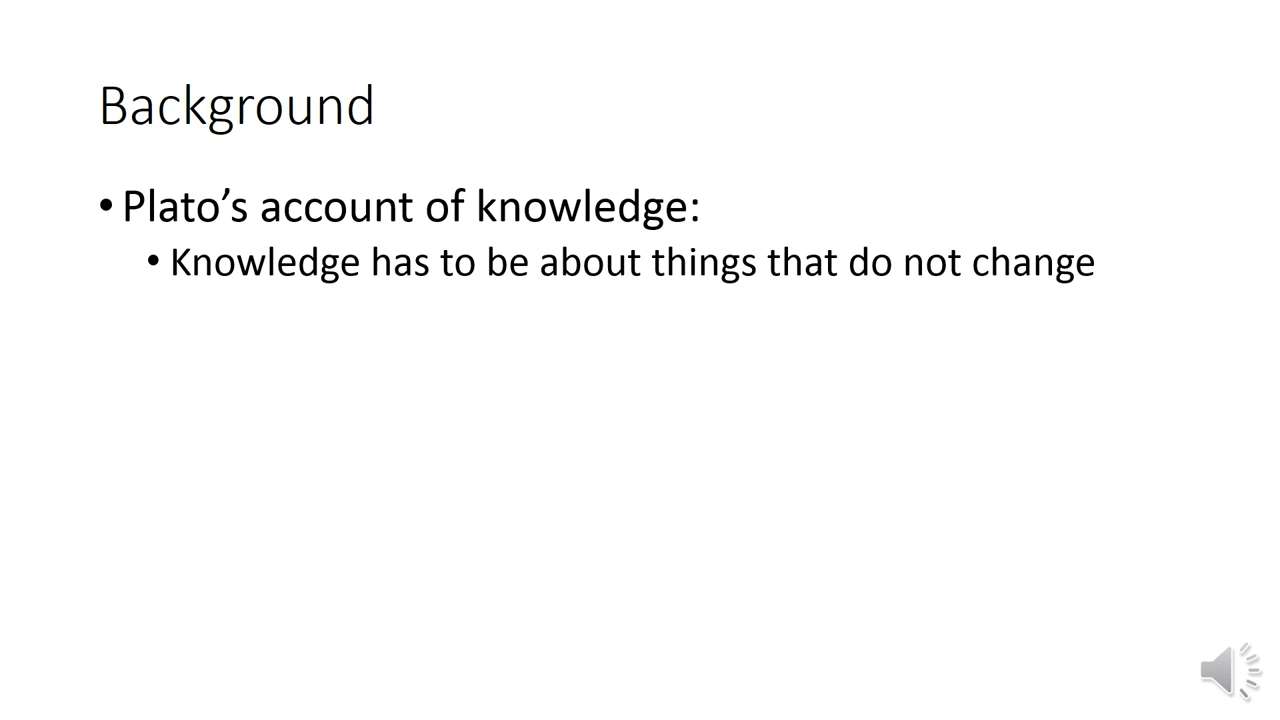 Background
• Plato’s account of knowledge:
• Knowledge has to be about things that do not change